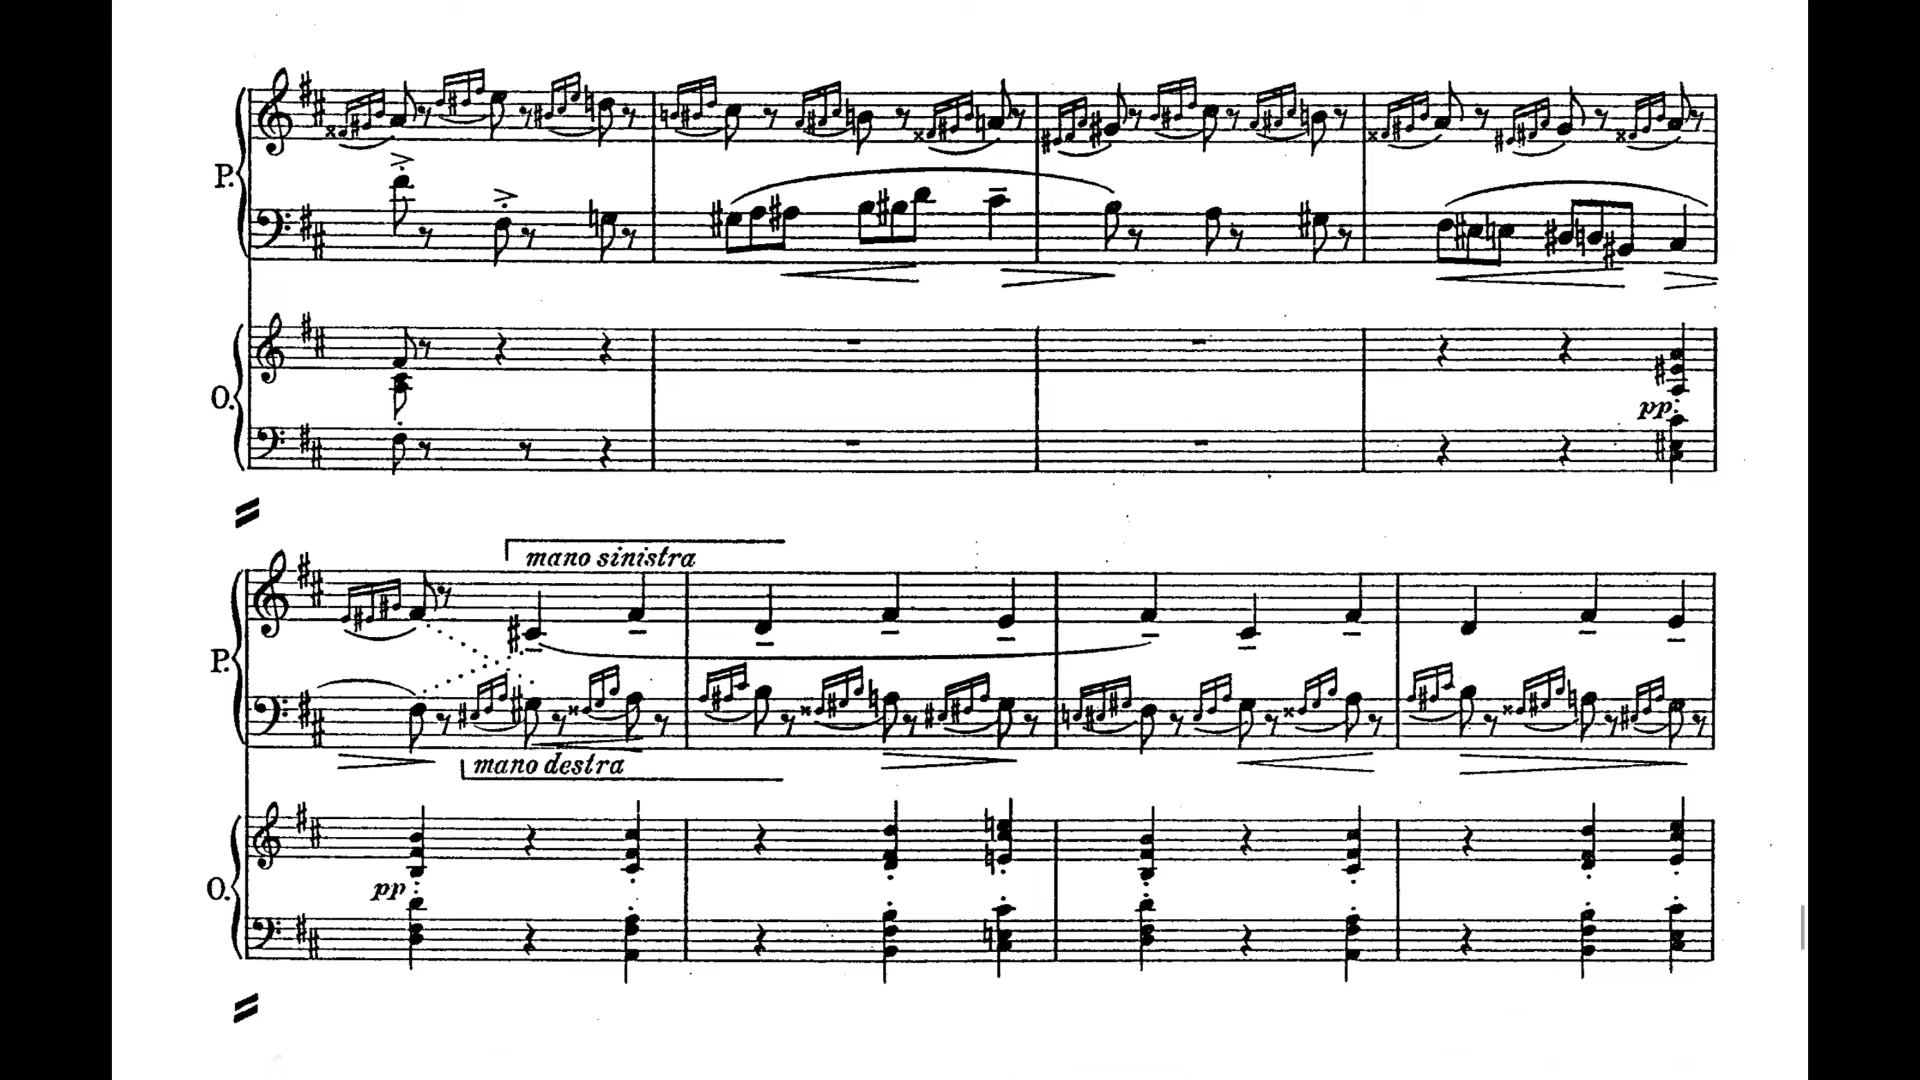 P.
O.
pp
mano sinistra
P.
mano destra
pp
O.